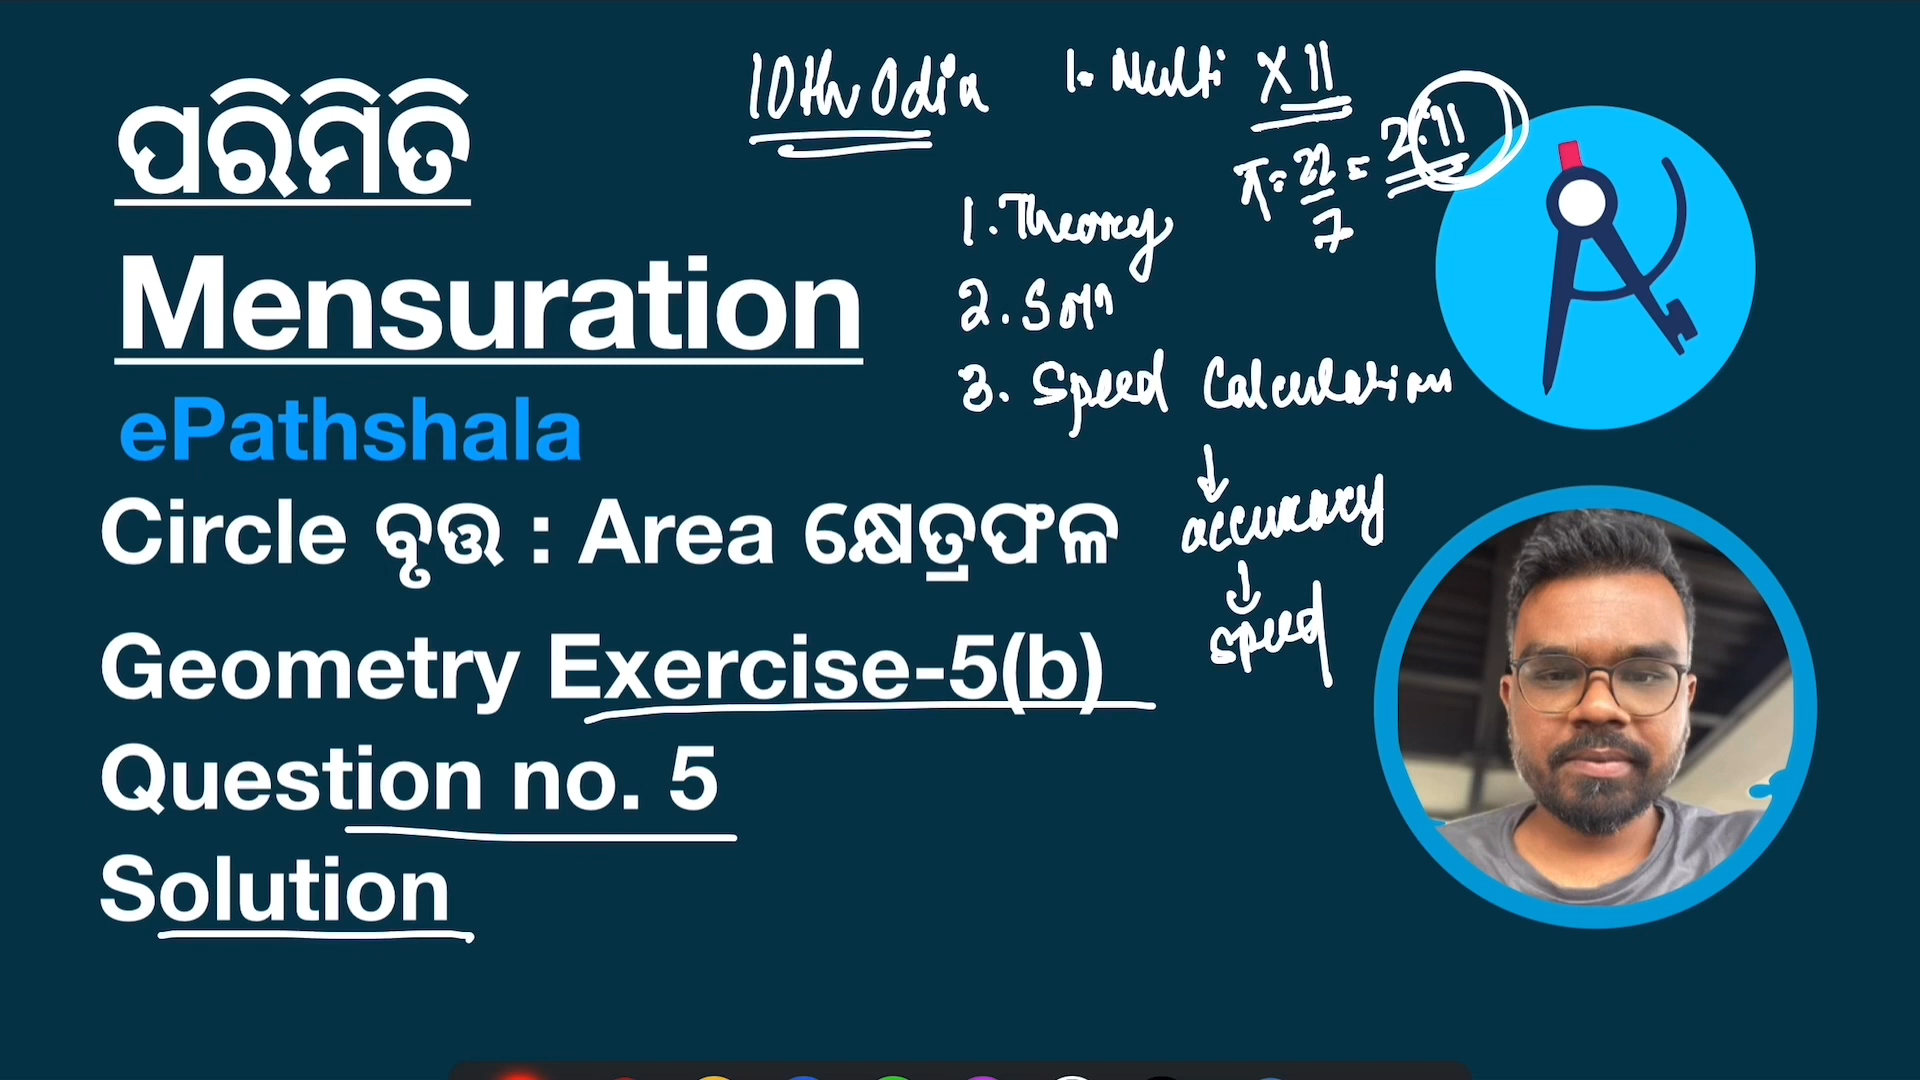 ପରିମିତି
Mensuration
ePathshala
Circle ବୃତ୍ତ : Area କ୍ଷେତ୍ରଫଳ
Geometry Exercise-5(b)
Question no. 5
Solution
10th Odia
1. Multi X 11
π = 22/7 = 2.11
1. Theory
2. Soln
3. Speed Calculation
↓
accuracy
↓
speed